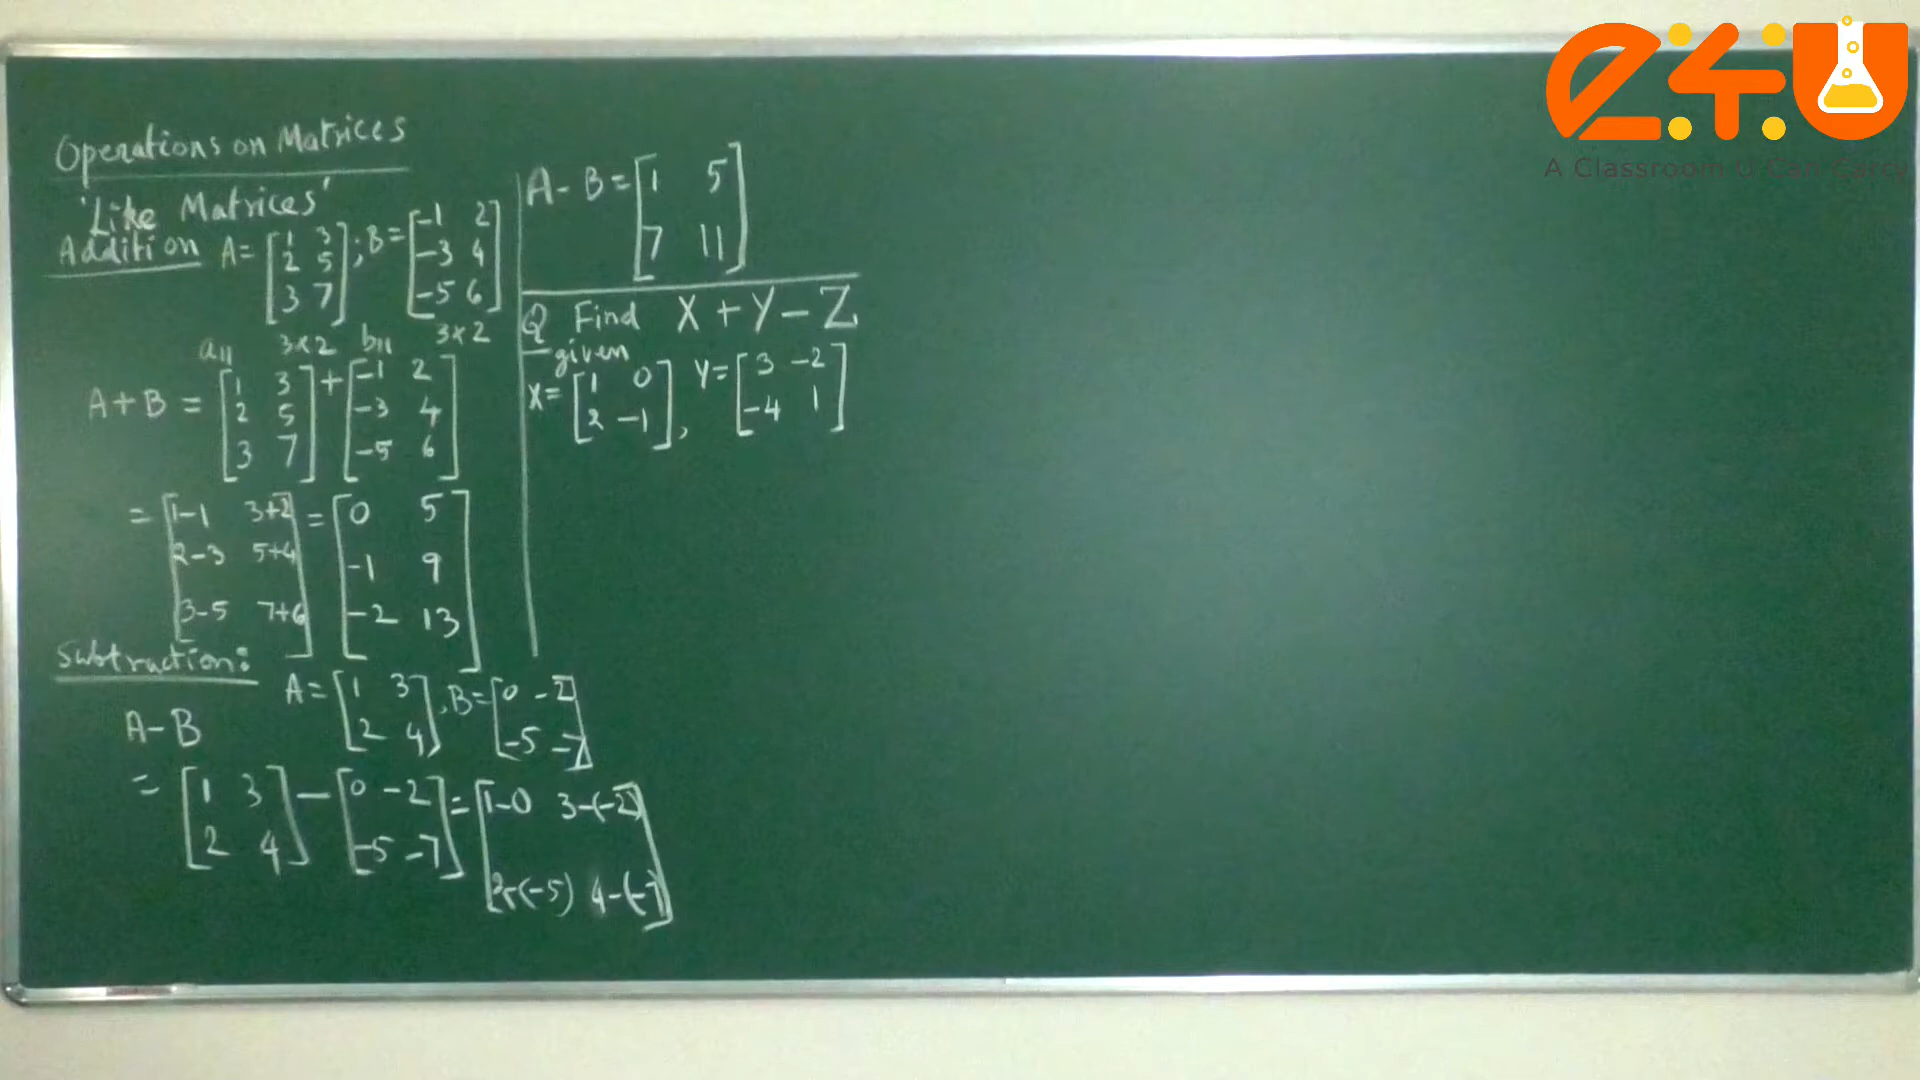 Operations on Matrices
'Like Matrices'
Addition A = [1 3; B = [-1 2
2 5 -3 4
3 7] -5 6]
a11 3×2 b11 3×2
A+B = [1 3] + [-1 2
2 5 -3 4
3 7] -5 6]
= [1-1 3+2] = [0 5
2-3 5+4 -1 9
3-5 7+6] -2 13]
Subtraction:
A = [1 3], B = [0 -2
2 4] -5 -7]
A-B
= [1 3] - [0 -2] = [1-0 3-(-2)
2 4] -5 -7] 2-(-5) 4-(-7)]
A-B = [1 5
7 11]
Q Find X+Y-Z
given
X = [1 0 Y = [3 -2
2 -1], -4 1]
e4U
A Classroom U Can Carry